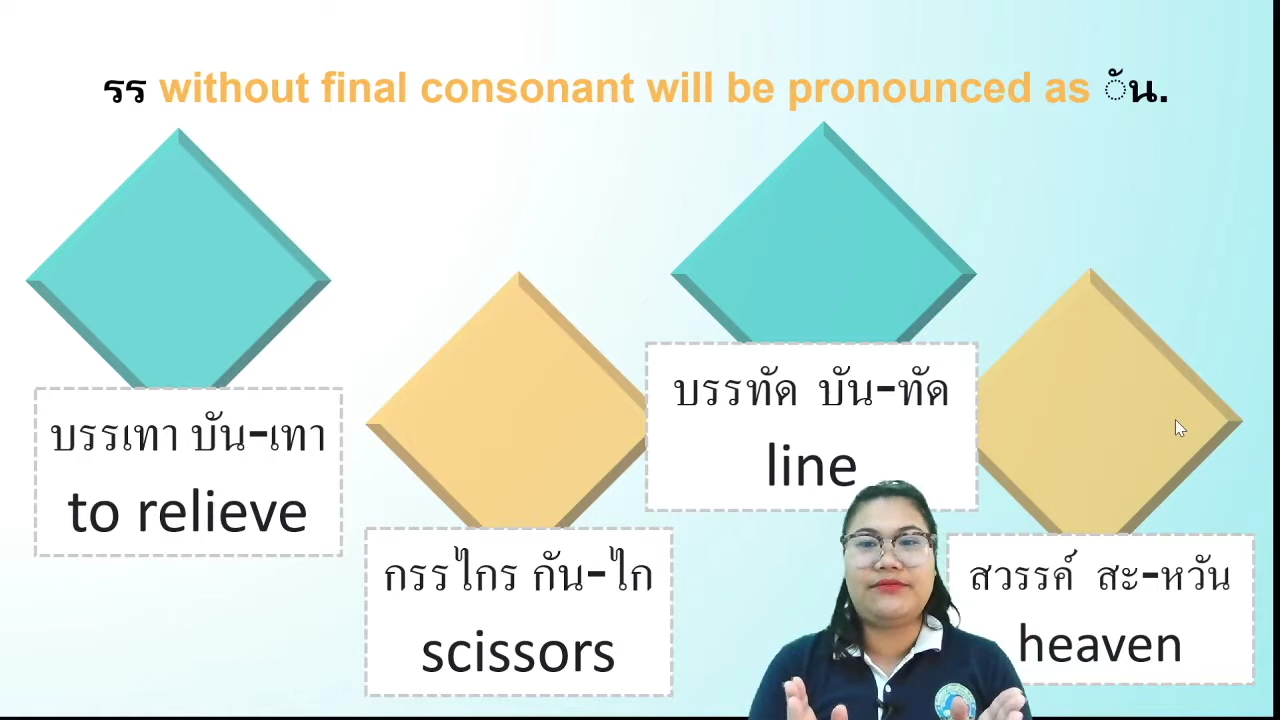 รร without final consonant will be pronounced as ◌ัน.
บรรเทา บัน-เทา
to relieve
กรรไกร กัน-ไก
scissors
บรรทัด บัน-ทัด
line
สวรรค์ สะ-หวัน
heaven